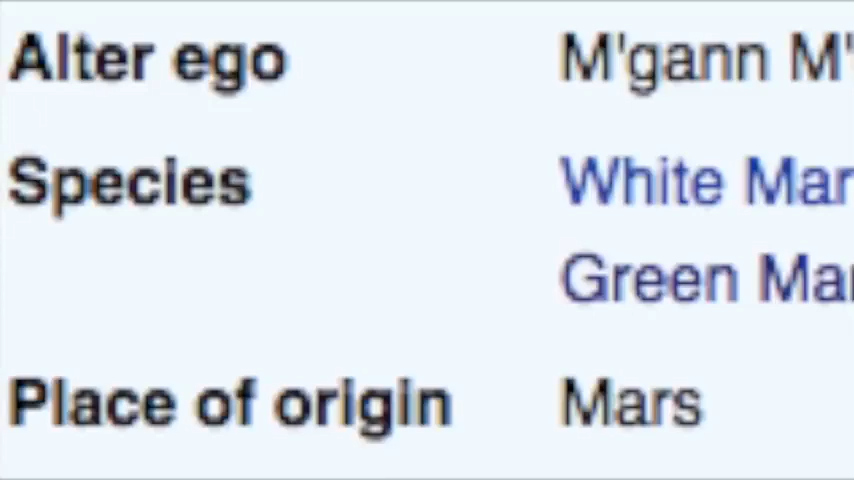 Alter ego M'gann M'
Species White Mar
Green Mar
Place of origin Mars